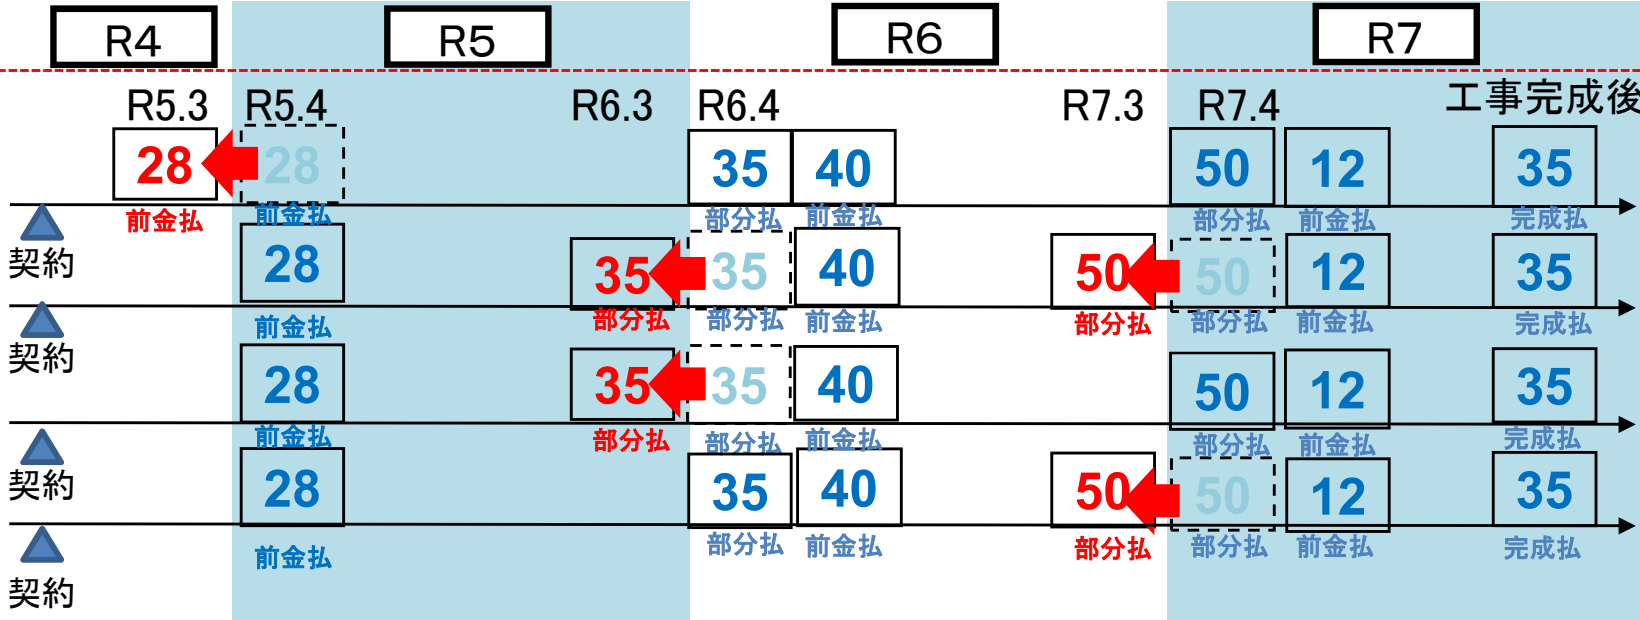 R4 R5 R6 R7
R5.3 R5.4 R6.3 R6.4 R7.3 R7.4 工事完成後
28 28 35 40 50 12 35
前金払 前金払 部分払 前金払 部分払 前金払 完成払
契約
28 35 35 40 50 50 12 35
前金払 部分払 部分払 前金払 部分払 部分払 前金払 完成払
契約
28 35 35 40 50 12 35
前金払 部分払 部分払 前金払 部分払 前金払 完成払
契約
28 35 40 50 50 12 35
前金払 部分払 前金払 部分払 部分払 前金払 完成払
契約